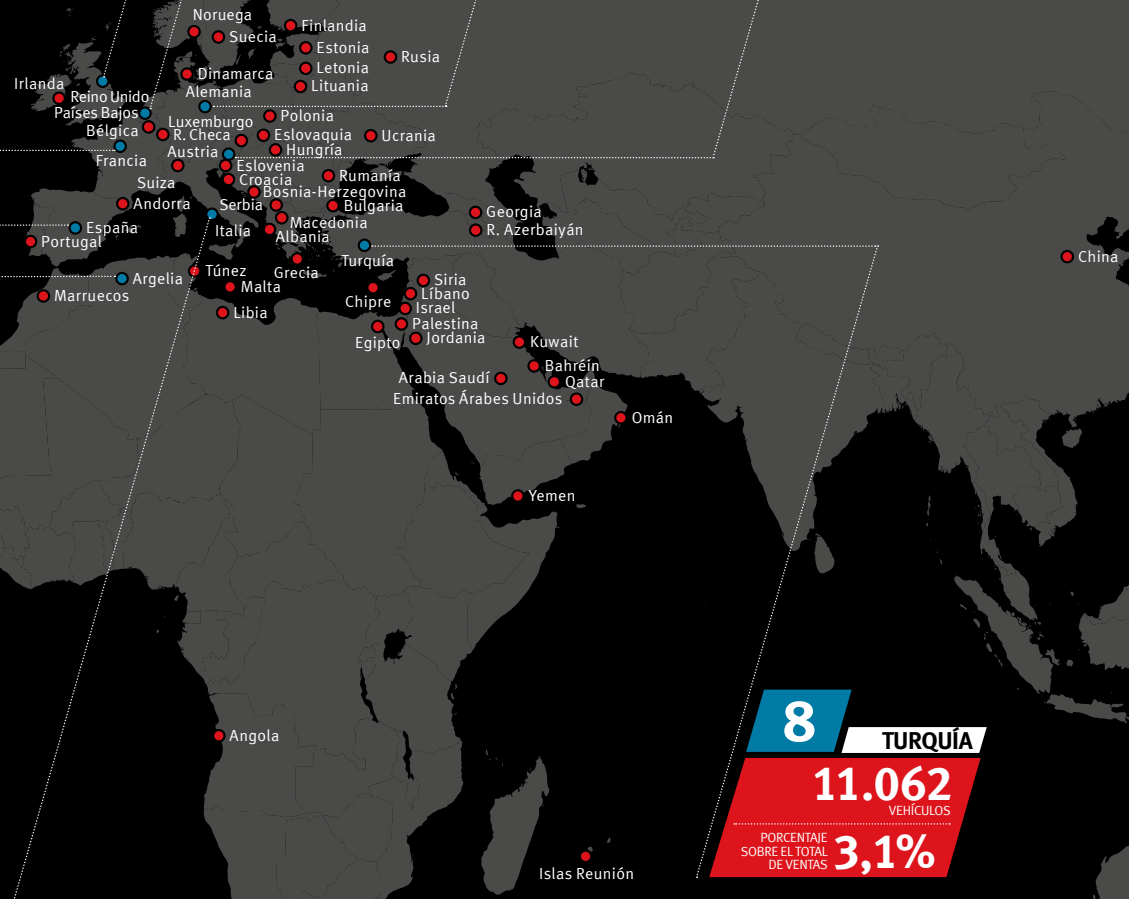 Noruega
Finlandia
Suecia
Estonia
Rusia
Letonia
Dinamarca
Irlanda
Lituania
Alemania
Reino Unido
Países Bajos
Polonia
Luxemburgo
Bélgica
R. Checa
Eslovaquia
Ucrania
Hungría
Austria
Francia
Eslovenia
Rumanía
Suiza
Croacia
Bosnia-Herzegovina
Andorra
Serbia
Bulgaria
Georgia
Macedonia
España
Italia
R. Azerbaiyán
Albania
Portugal
China
Turquía
Túnez
Grecia
Argelia
Siria
Malta
Líbano
Marruecos
Chipre
Israel
Libia
Palestina
Jordania
Egipto
Kuwait
Bahréin
Arabia Saudí
Qatar
Emiratos Árabes Unidos
Omán
Yemen
Angola
Islas Reunión
8
TURQUÍA
11.062
VEHÍCULOS
PORCENTAJE
SOBRE EL TOTAL
DE VENTAS
3,1%